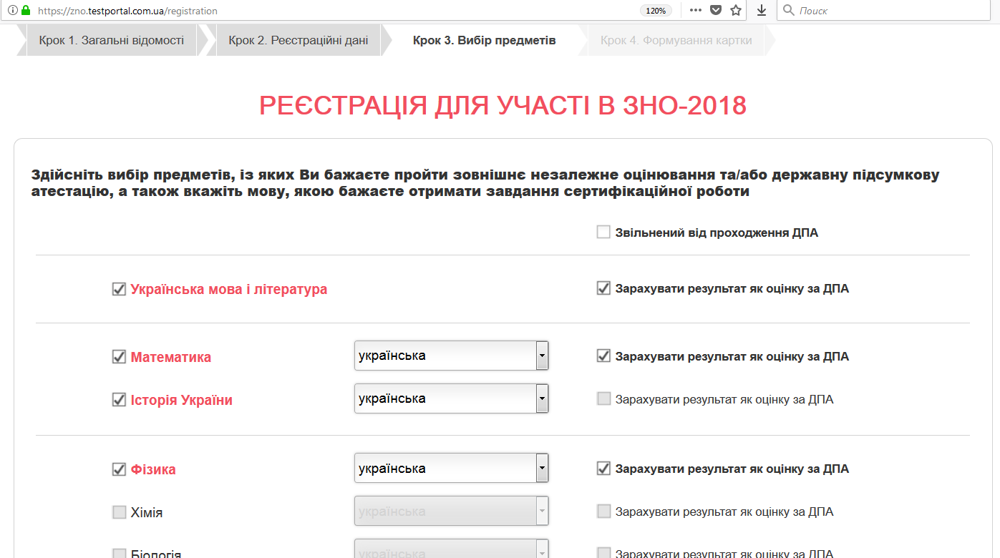 https://zno.testportal.com.ua/registration
120%
Поиск
Крок 1. Загальні відомості
Крок 2. Реєстраційні дані
Крок 3. Вибір предметів
Крок 4. Формування картки
РЕЄСТРАЦІЯ ДЛЯ УЧАСТІ В ЗНО-2018
Здійсніть вибір предметів, із яких Ви бажаєте пройти зовнішнє незалежне оцінювання та/або державну підсумкову
атестацію, а також вкажіть мову, якою бажаєте отримати завдання сертифікаційної роботи
Звільнений від проходження ДПА
Українська мова і література
Зарахувати результат як оцінку за ДПА
Математика
українська
Зарахувати результат як оцінку за ДПА
Історія України
українська
Зарахувати результат як оцінку за ДПА
Фізика
українська
Зарахувати результат як оцінку за ДПА
Хімія
українська
Зарахувати результат як оцінку за ДПА
Біологія
українська
Зарахувати результат як оцінку за ДПА